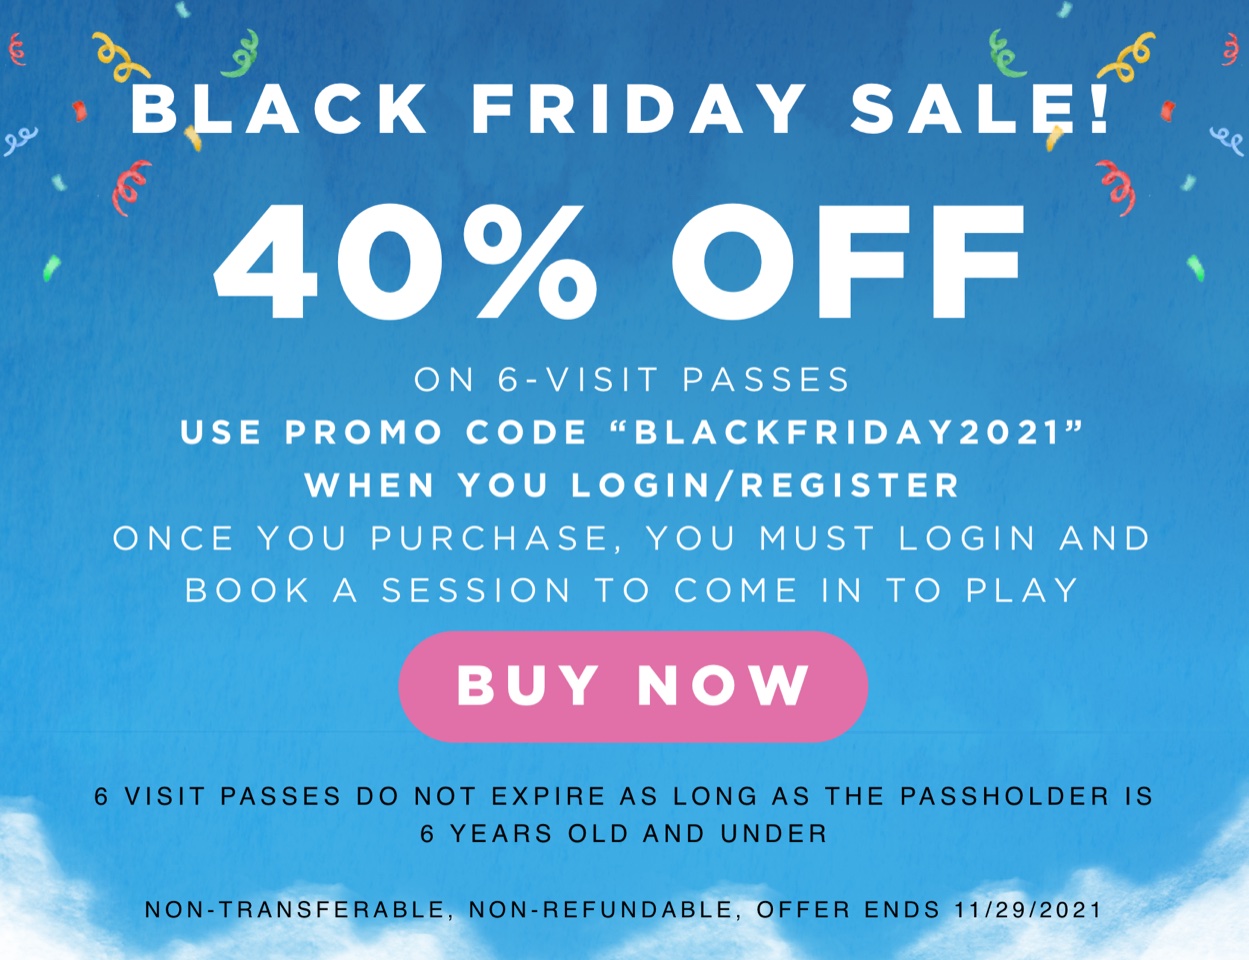 BLACK FRIDAY SALE!
40% OFF
ON 6-VISIT PASSES
USE PROMO CODE “BLACKFRIDAY2021”
WHEN YOU LOGIN/REGISTER
ONCE YOU PURCHASE, YOU MUST LOGIN AND
BOOK A SESSION TO COME IN TO PLAY
BUY NOW
6 VISIT PASSES DO NOT EXPIRE AS LONG AS THE PASSHOLDER IS
6 YEARS OLD AND UNDER
NON-TRANSFERABLE, NON-REFUNDABLE, OFFER ENDS 11/29/2021